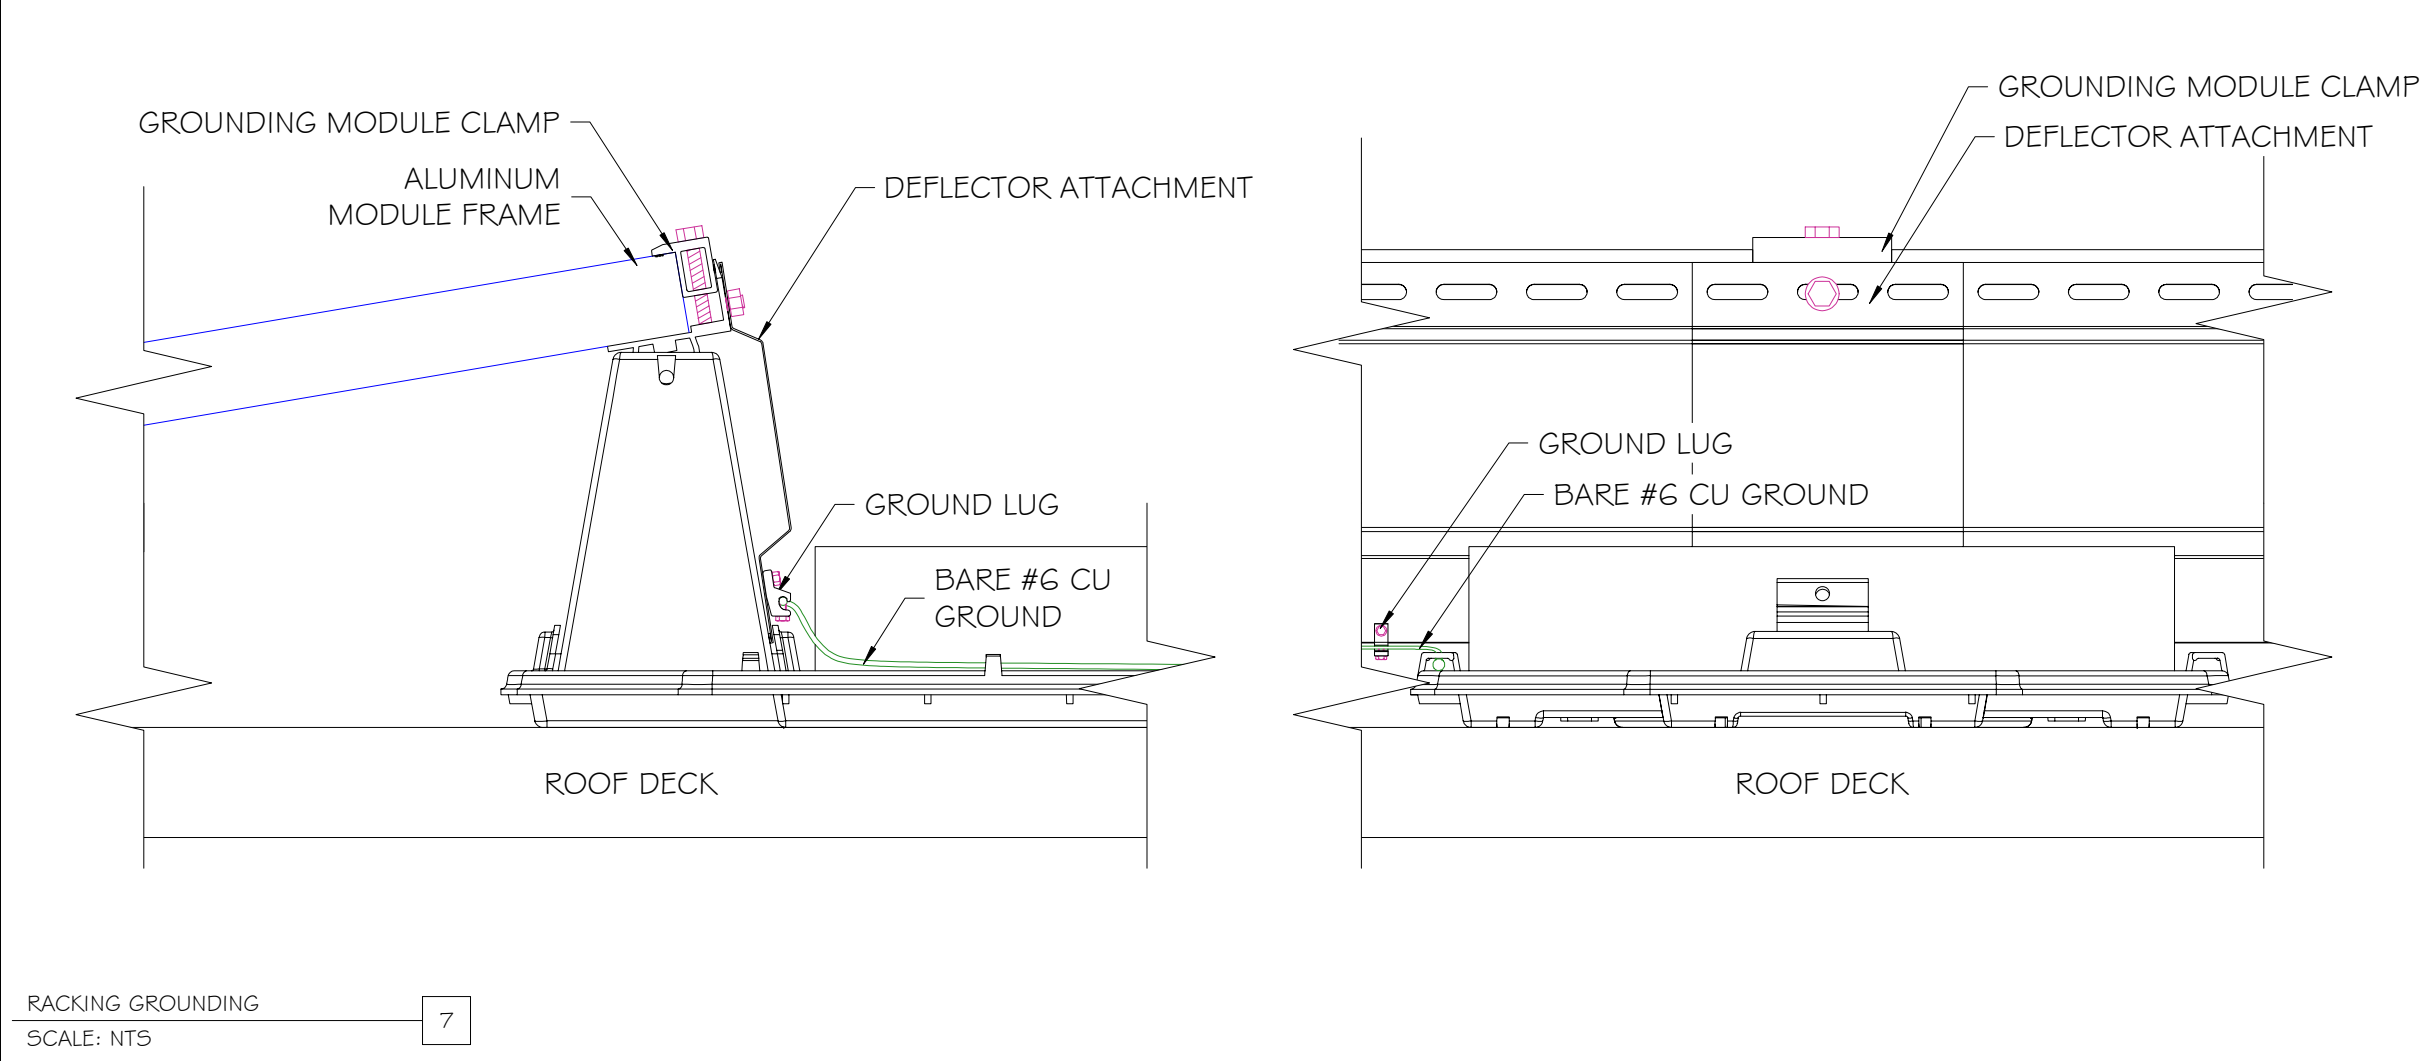 GROUNDING MODULE CLAMP
ALUMINUM
MODULE FRAME
DEFLECTOR ATTACHMENT
GROUND LUG
BARE #6 CU
GROUND
ROOF DECK
GROUNDING MODULE CLAMP
DEFLECTOR ATTACHMENT
GROUND LUG
BARE #6 CU GROUND
ROOF DECK
RACKING GROUNDING
7
SCALE: NTS